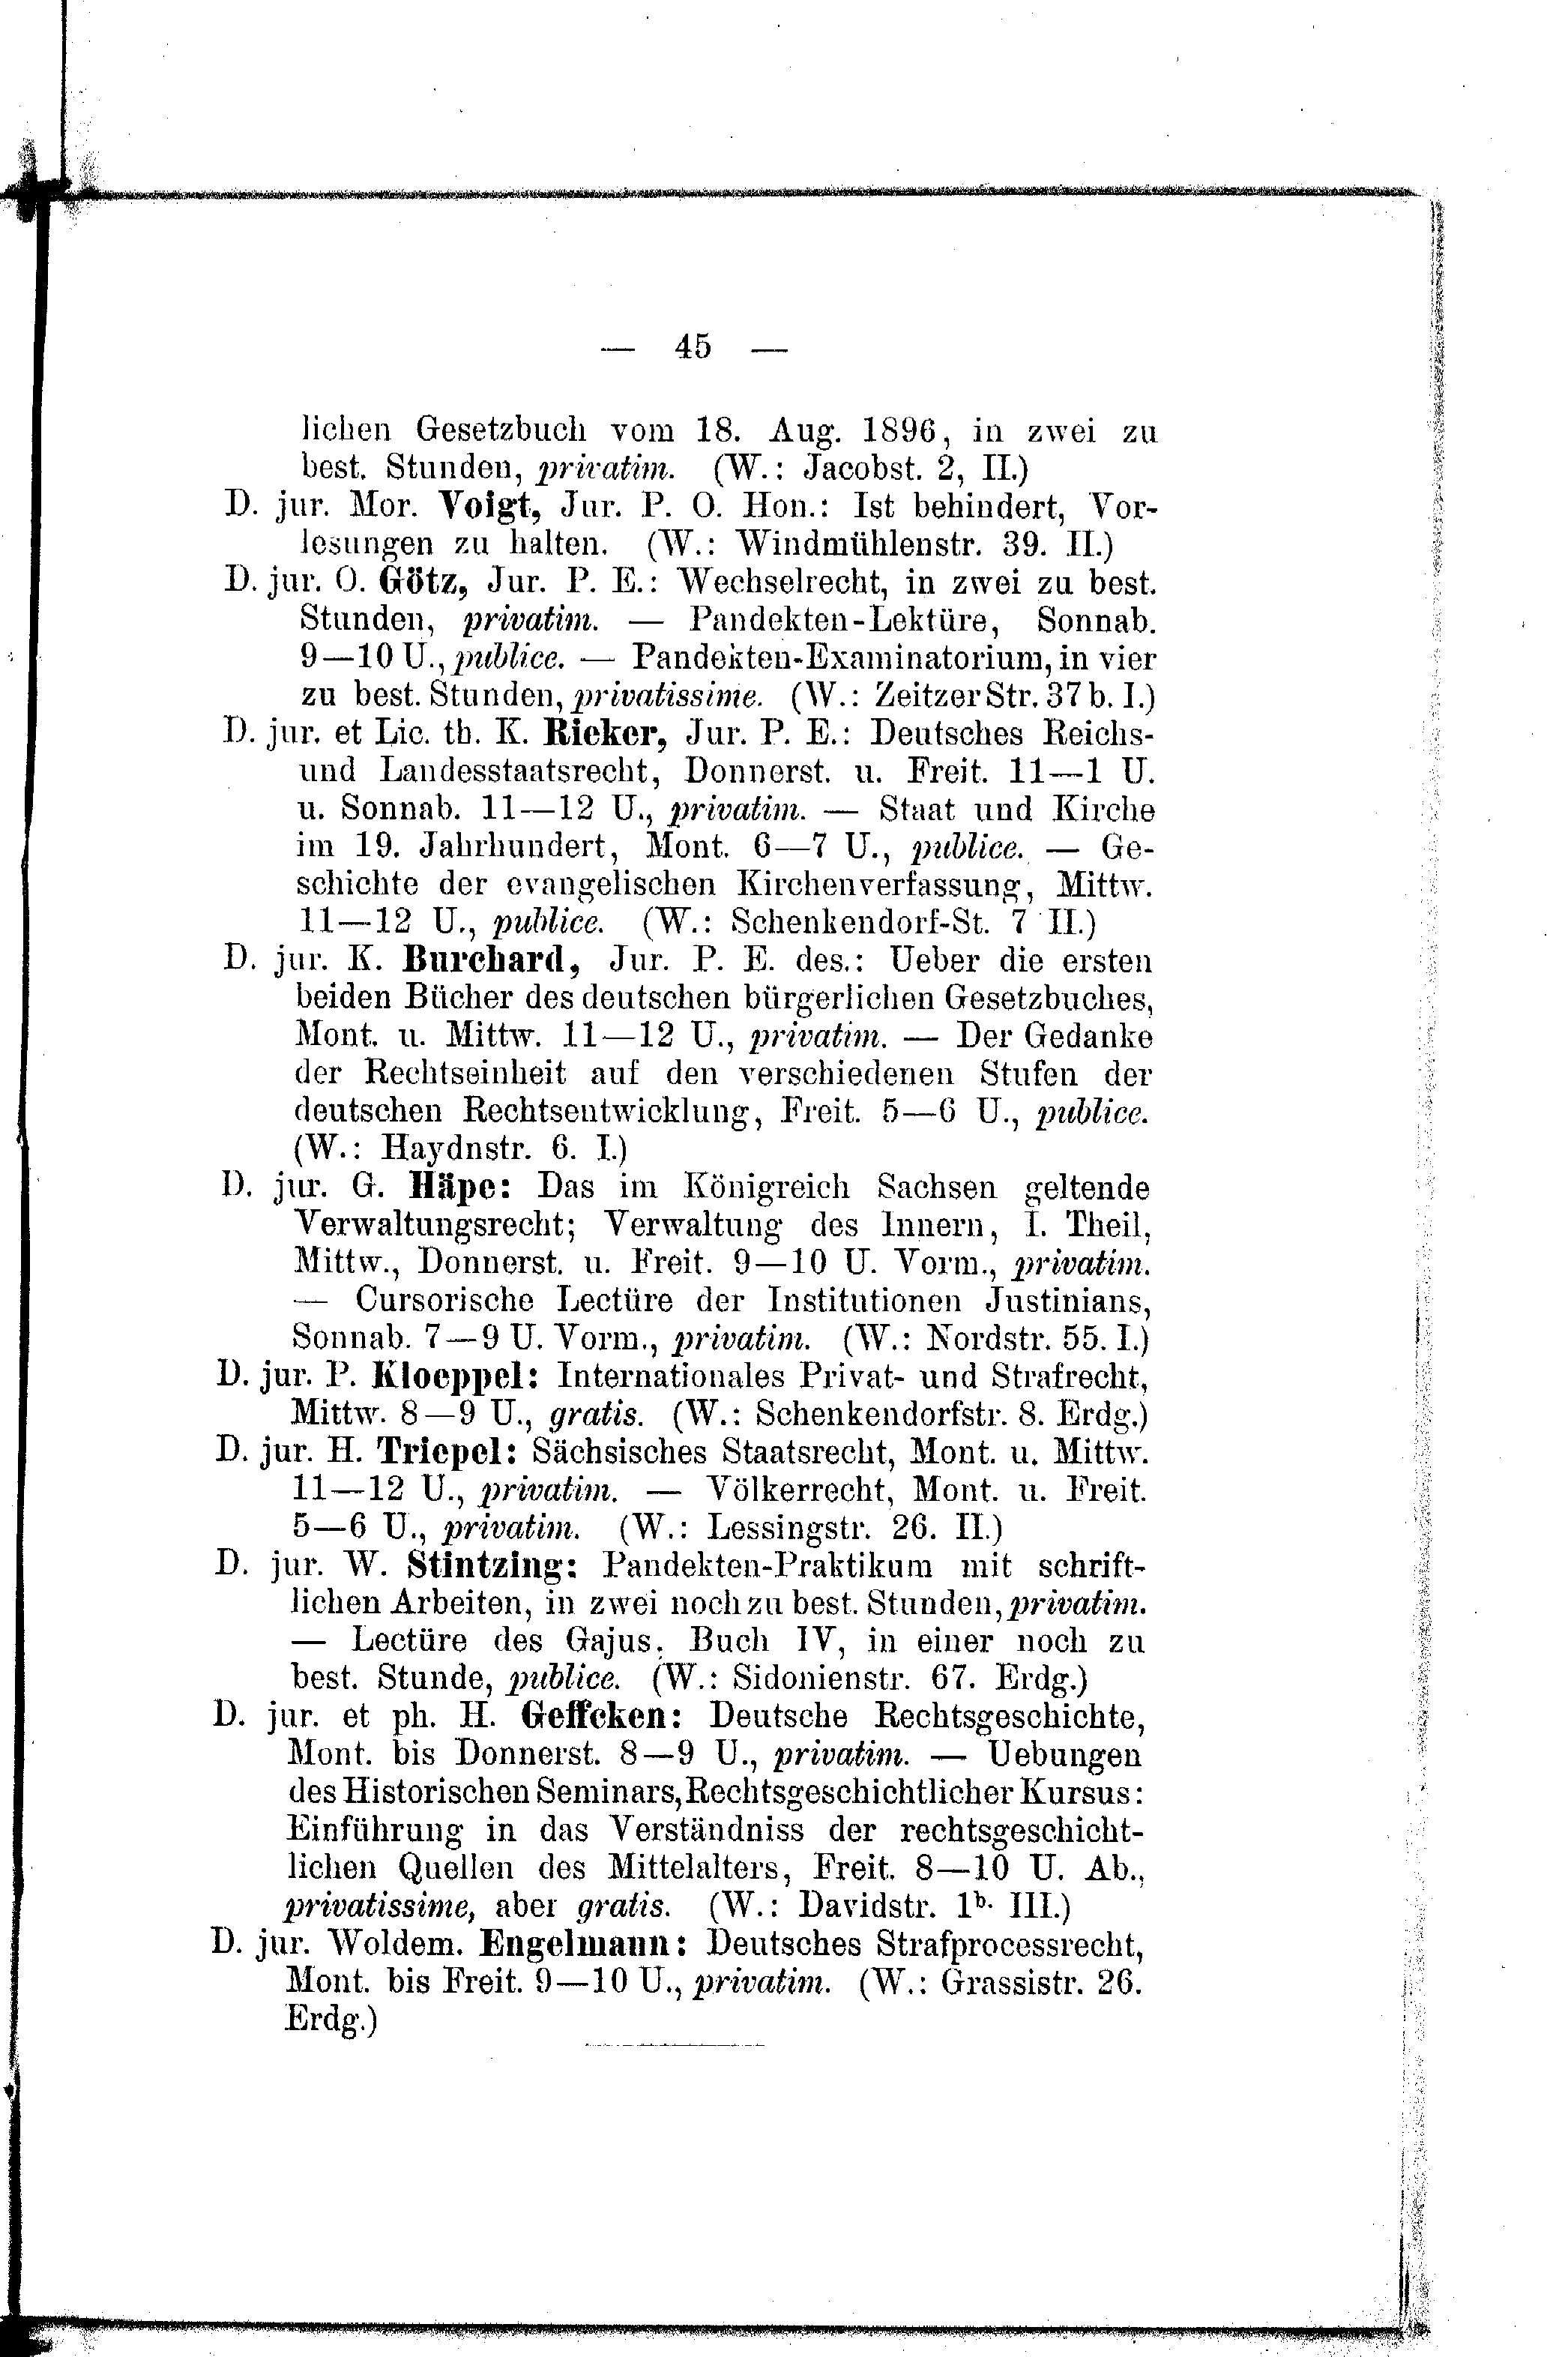 — 45 —
lichen Gesetzbuch vom 18. Aug. 1896, in zwei zu
best. Stunden, privatim. (W.: Jacobst. 2, II.)
D. jur. Mor. Voigt, Jur. P. O. Hon.: Ist behindert, Vor-
lesungen zu halten. (W.: Windmühlenstr. 39. II.)
D. jur. O. Götz, Jur. P. E.: Wechselrecht, in zwei zu best.
Stunden, privatim. — Pandekten-Lektüre, Sonnab.
9—10 U., publice. — Pandekten-Examinatorium, in vier
zu best. Stunden, privatissime. (W.: Zeitzer Str. 37 b. I.)
D. jur. et Lic. th. K. Rieker, Jur. P. E.: Deutsches Reichs-
und Landesstaatsrecht, Donnerst. u. Freit. 11—1 U.
u. Sonnab. 11—12 U., privatim. — Staat und Kirche
im 19. Jahrhundert, Mont. 6—7 U., publice. — Ge-
schichte der evangelischen Kirchenverfassung, Mittw.
11—12 U., publice. (W.: Schenkendorf-St. 7 II.)
D. jur. K. Burchard, Jur. P. E. des.: Ueber die ersten
beiden Bücher des deutschen bürgerlichen Gesetzbuches,
Mont. u. Mittw. 11—12 U., privatim. — Der Gedanke
der Rechtseinheit auf den verschiedenen Stufen der
deutschen Rechtsentwicklung, Freit. 5—6 U., publice.
(W.: Haydnstr. 6. I.)
D. jur. G. Häpe: Das im Königreich Sachsen geltende
Verwaltungsrecht; Verwaltung des Innern, I. Theil,
Mittw., Donnerst. u. Freit. 9—10 U. Vorm., privatim.
— Cursorische Lectüre der Institutionen Justinians,
Sonnab. 7—9 U. Vorm., privatim. (W.: Nordstr. 55. I.)
D. jur. P. Kloeppel: Internationales Privat- und Strafrecht,
Mittw. 8—9 U., gratis. (W.: Schenkendorfstr. 8. Erdg.)
D. jur. H. Triepel: Sächsisches Staatsrecht, Mont. u. Mittw.
11—12 U., privatim. — Völkerrecht, Mont. u. Freit.
5—6 U., privatim. (W.: Lessingstr. 26. II.)
D. jur. W. Stintzing: Pandekten-Praktikum mit schrift-
lichen Arbeiten, in zwei noch zu best. Stunden, privatim.
— Lectüre des Gajus, Buch IV, in einer noch zu
best. Stunde, publice. (W.: Sidonienstr. 67. Erdg.)
D. jur. et ph. H. Geffcken: Deutsche Rechtsgeschichte,
Mont. bis Donnerst. 8—9 U., privatim. — Uebungen
des Historischen Seminars, Rechtsgeschichtlicher Kursus:
Einführung in das Verständniss der rechtsgeschicht-
lichen Quellen des Mittelalters, Freit. 8—10 U. Ab.,
privatissime, aber gratis. (W.: Davidstr. 1b. III.)
D. jur. Woldem. Engelmann: Deutsches Strafprocessrecht,
Mont. bis Freit. 9—10 U., privatim. (W.: Grassistr. 26.
Erdg.)